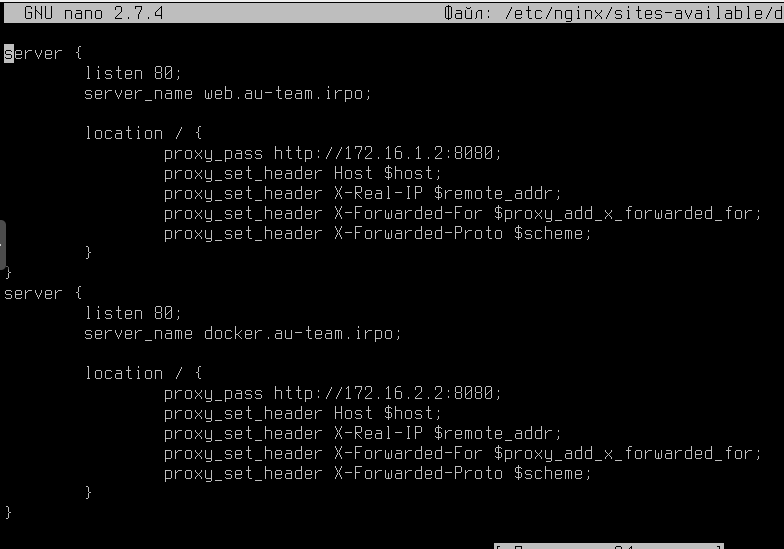 GNU nano 2.7.4 Файл: /etc/nginx/sites-available/d
server {
listen 80;
server_name web.au-team.irpo;
location / {
proxy_pass http://172.16.1.2:8080;
proxy_set_header Host $host;
proxy_set_header X-Real-IP $remote_addr;
proxy_set_header X-Forwarded-For $proxy_add_x_forwarded_for;
proxy_set_header X-Forwarded-Proto $scheme;
}
}
server {
listen 80;
server_name docker.au-team.irpo;
location / {
proxy_pass http://172.16.2.2:8080;
proxy_set_header Host $host;
proxy_set_header X-Real-IP $remote_addr;
proxy_set_header X-Forwarded-For $proxy_add_x_forwarded_for;
proxy_set_header X-Forwarded-Proto $scheme;
}
}